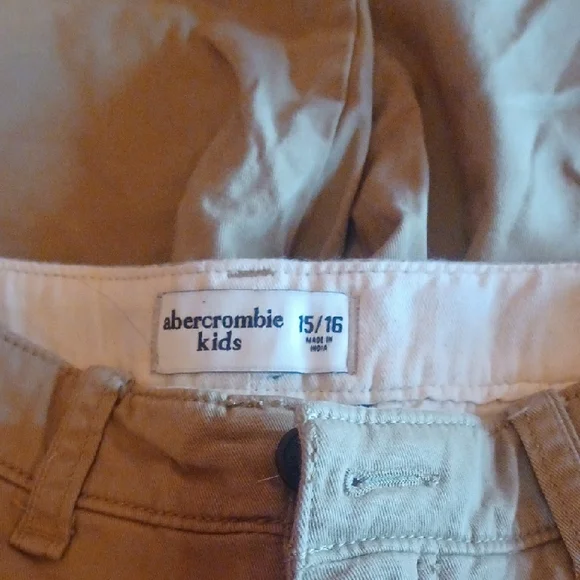 abercrombie
kids
15/16
MADE IN
INDIA